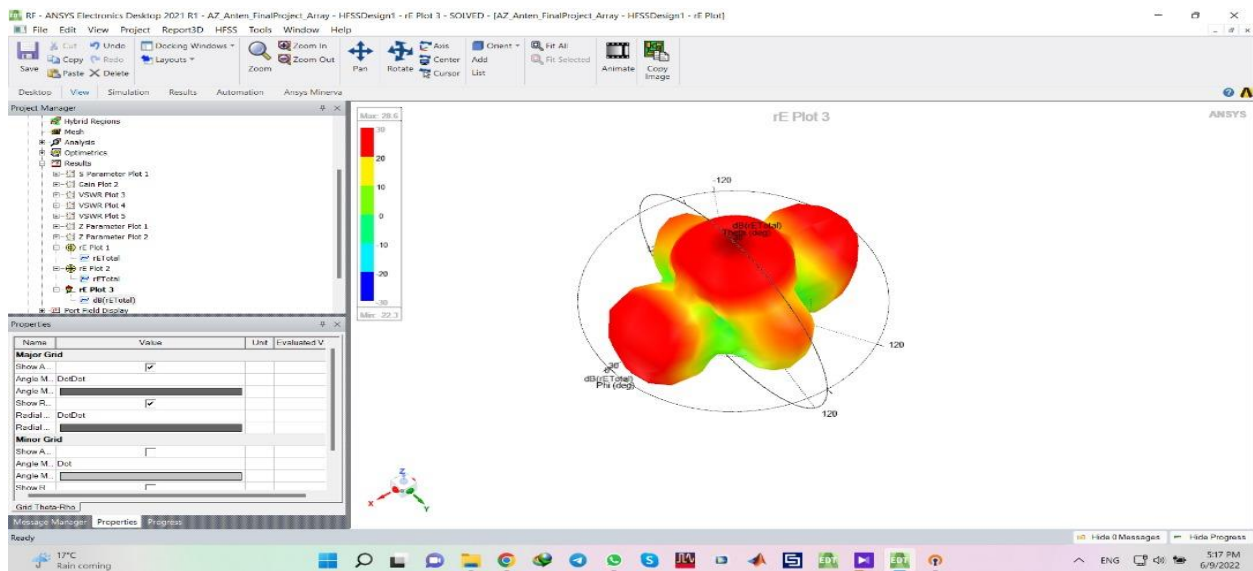 RF - ANSYS Electronics Desktop 2021 R1 - AZ_Anten_FinalProject_Array - HFSSDesign1 - rE Plot 3 - SOLVED - [AZ_Anten_FinalProject_Array - HFSSDesign1 - rE Plot]
File Edit View Project Report3D HFSS Tools Window Help
Save
Cut Undo
Copy Redo
Paste Delete
Docking Windows
Layouts
Zoom
Zoom In
Zoom Out
Pan
Rotate
Axis
Center
Cursor
Orient
Add
List
Fit All
Fit Selected
Animate
Copy
Image
Desktop View Simulation Results Automation Ansys Minerva
Project Manager
Hybrid Regions
Mesh
Analysis
Optimetrics
Results
S Parameter Plot 1
Gain Plot 2
VSWR Plot 3
VSWR Plot 4
VSWR Plot 5
Z Parameter Plot 1
Z Parameter Plot 2
rE Plot 1
rETotal
rE Plot 2
rETotal
rE Plot 3
dB(rETotal)
Port Field Display
Properties
Name Value Unit Evaluated V
Major Grid
Show A...
Angle M... DotDot
Angle M...
Show R...
Radial ... DotDot
Radial ...
Minor Grid
Show A...
Angle M... Dot
Angle M...
Show R
Grid Theta-Rho
Message Manager Properties Progress
Ready
Max: 28.6
30
20
10
0
-10
-20
-30
Min: 22.3
rE Plot 3
ANSYS
-120
dB(rETotal)
Theta (deg)
120
dB(rETotal)
Phi (deg)
120
Z
X
Y
Hide 0 Messages Hide Progress
17°C
Rain coming
ENG
5:17 PM
6/9/2022